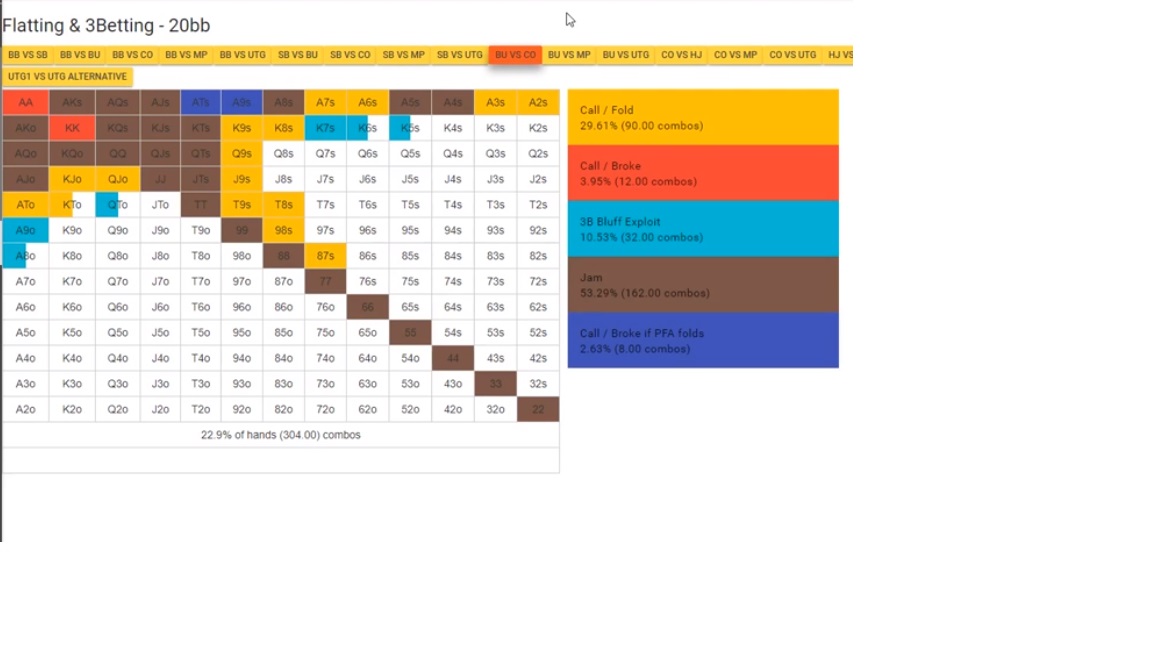 Flatting & 3Betting - 20bb
BB VS SB BB VS BU BB VS CO BB VS MP BB VS UTG SB VS BU SB VS CO SB VS MP SB VS UTG BU VS CO BU VS MP BU VS UTG CO VS HJ CO VS MP CO VS UTG HJ VS
UTG1 VS UTG ALTERNATIVE
AA AKs AQs AJs ATs A9s A8s A7s A6s A5s A4s A3s A2s
AKo KK KQs KJs KTs K9s K8s K7s K6s K5s K4s K3s K2s
AQo KQo QQ QJs QTs Q9s Q8s Q7s Q6s Q5s Q4s Q3s Q2s
AJo KJo QJo JJ JTs J9s J8s J7s J6s J5s J4s J3s J2s
ATo KTo QTo JTo TT T9s T8s T7s T6s T5s T4s T3s T2s
A9o K9o Q9o J9o T9o 99 98s 97s 96s 95s 94s 93s 92s
A8o K8o Q8o J8o T8o 98o 88 87s 86s 85s 84s 83s 82s
A7o K7o Q7o J7o T7o 97o 87o 77 76s 75s 74s 73s 72s
A6o K6o Q6o J6o T6o 96o 86o 76o 66 65s 64s 63s 62s
A5o K5o Q5o J5o T5o 95o 85o 75o 65o 55 54s 53s 52s
A4o K4o Q4o J4o T4o 94o 84o 74o 64o 54o 44 43s 42s
A3o K3o Q3o J3o T3o 93o 83o 73o 63o 53o 43o 33 32s
A2o K2o Q2o J2o T2o 92o 82o 72o 62o 52o 42o 32o 22
22.9% of hands (304.00) combos
Call / Fold
29.61% (90.00 combos)
Call / Broke
3.95% (12.00 combos)
3B Bluff Exploit
10.53% (32.00 combos)
Jam
53.29% (162.00 combos)
Call / Broke if PFA folds
2.63% (8.00 combos)